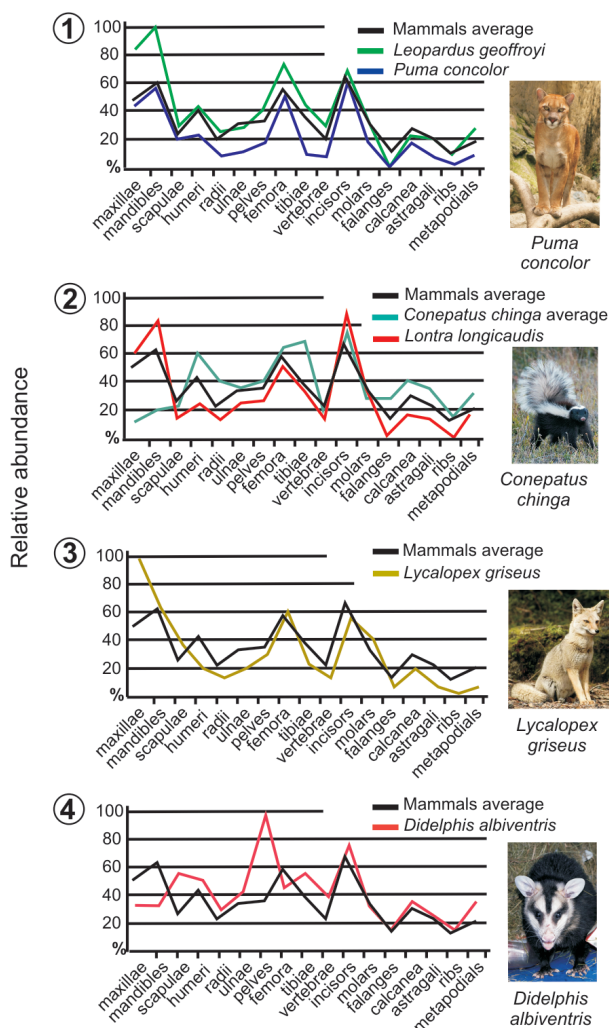 Relative abundance
1
100
80
60
40
20
%
Mammals average
Leopardus geoffroyi
Puma concolor
maxillae
mandibles
scapulae
humeri
radii
ulnae
pelves
femora
tibiae
vertebrae
incisors
molars
falanges
calcanea
astragali
ribs
metapodials
Puma
concolor
2
100
80
60
40
20
%
Mammals average
Conepatus chinga average
Lontra longicaudis
maxillae
mandibles
scapulae
humeri
radii
ulnae
pelves
femora
tibiae
vertebrae
incisors
molars
falanges
calcanea
astragali
ribs
metapodials
Conepatus
chinga
3
100
80
60
40
20
%
Mammals average
Lycalopex griseus
maxillae
mandibles
scapulae
humeri
radii
ulnae
pelves
femora
tibiae
vertebrae
incisors
molars
falanges
calcanea
astragali
ribs
metapodials
Lycalopex
griseus
4
100
80
60
40
20
%
Mammals average
Didelphis albiventris
maxillae
mandibles
scapulae
humeri
radii
ulnae
pelves
femora
tibiae
vertebrae
incisors
molars
falanges
calcanea
astragali
ribs
metapodials
Didelphis
albiventris